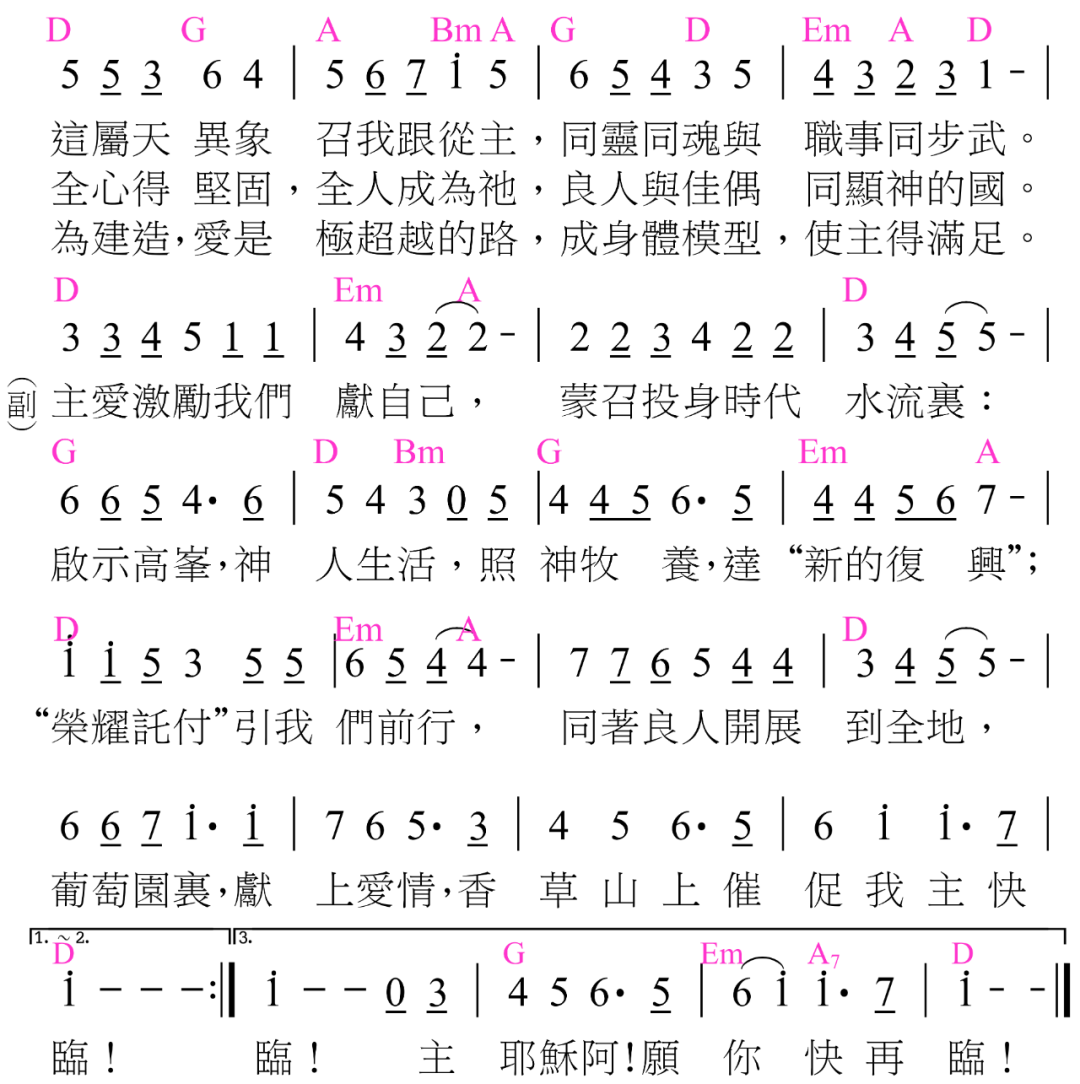 D G A Bm A G D Em A D
5 5 3 6 4 | 5 6 7 i 5 | 6 5 4 3 5 | 4 3 2 3 1 - |
這屬天 異象 召我跟從主，同靈同魂與 職事同步武。
全心得 堅固，全人成為祂，良人與佳偶 同顯神的國。
為建造，愛是 極超越的路，成身體模型，使主得滿足。
D Em A D
3 3 4 5 1 1 | 4 3 2 2 - | 2 2 3 4 2 2 | 3 4 5 5 - |
(副) 主愛激勵我們 獻自己， 蒙召投身時代 水流裏：
G D Bm G Em A
6 6 5 4· 6 | 5 4 3 0 5 | 4 4 5 6· 5 | 4 4 5 6 7 - |
啟示高峯，神 人生活，照 神牧 養，達 “新的復 興”；
D Em A D
i i 5 3 5 5 | 6 5 4 4 - | 7 7 6 5 4 4 | 3 4 5 5 - |
“榮耀託付”引我 們前行， 同著良人開展 到全地，
6 6 7 i· i | 7 6 5· 3 | 4 5 6· 5 | 6 i i· 7 |
葡萄園裏，獻 上愛情，香 草山上催 促我主快
1. ~ 2. 3.
D G Em A7 D
i - - - :| i - - 0 3 | 4 5 6· 5 | 6 i i· 7 | i - - |
臨！ 臨！ 主 耶穌阿！願 你 快再 臨！